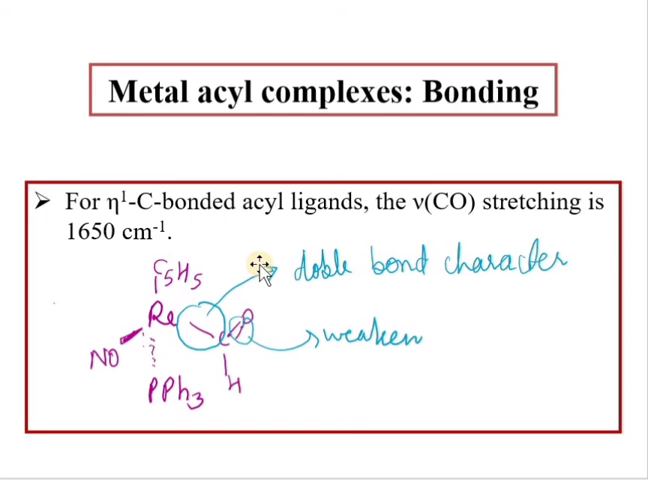 Metal acyl complexes: Bonding
➤ For η¹-C-bonded acyl ligands, the ν(CO) stretching is
1650 cm⁻¹.
C5H5
doble bond character
Re
C O
weaken
NO
H
PPh3